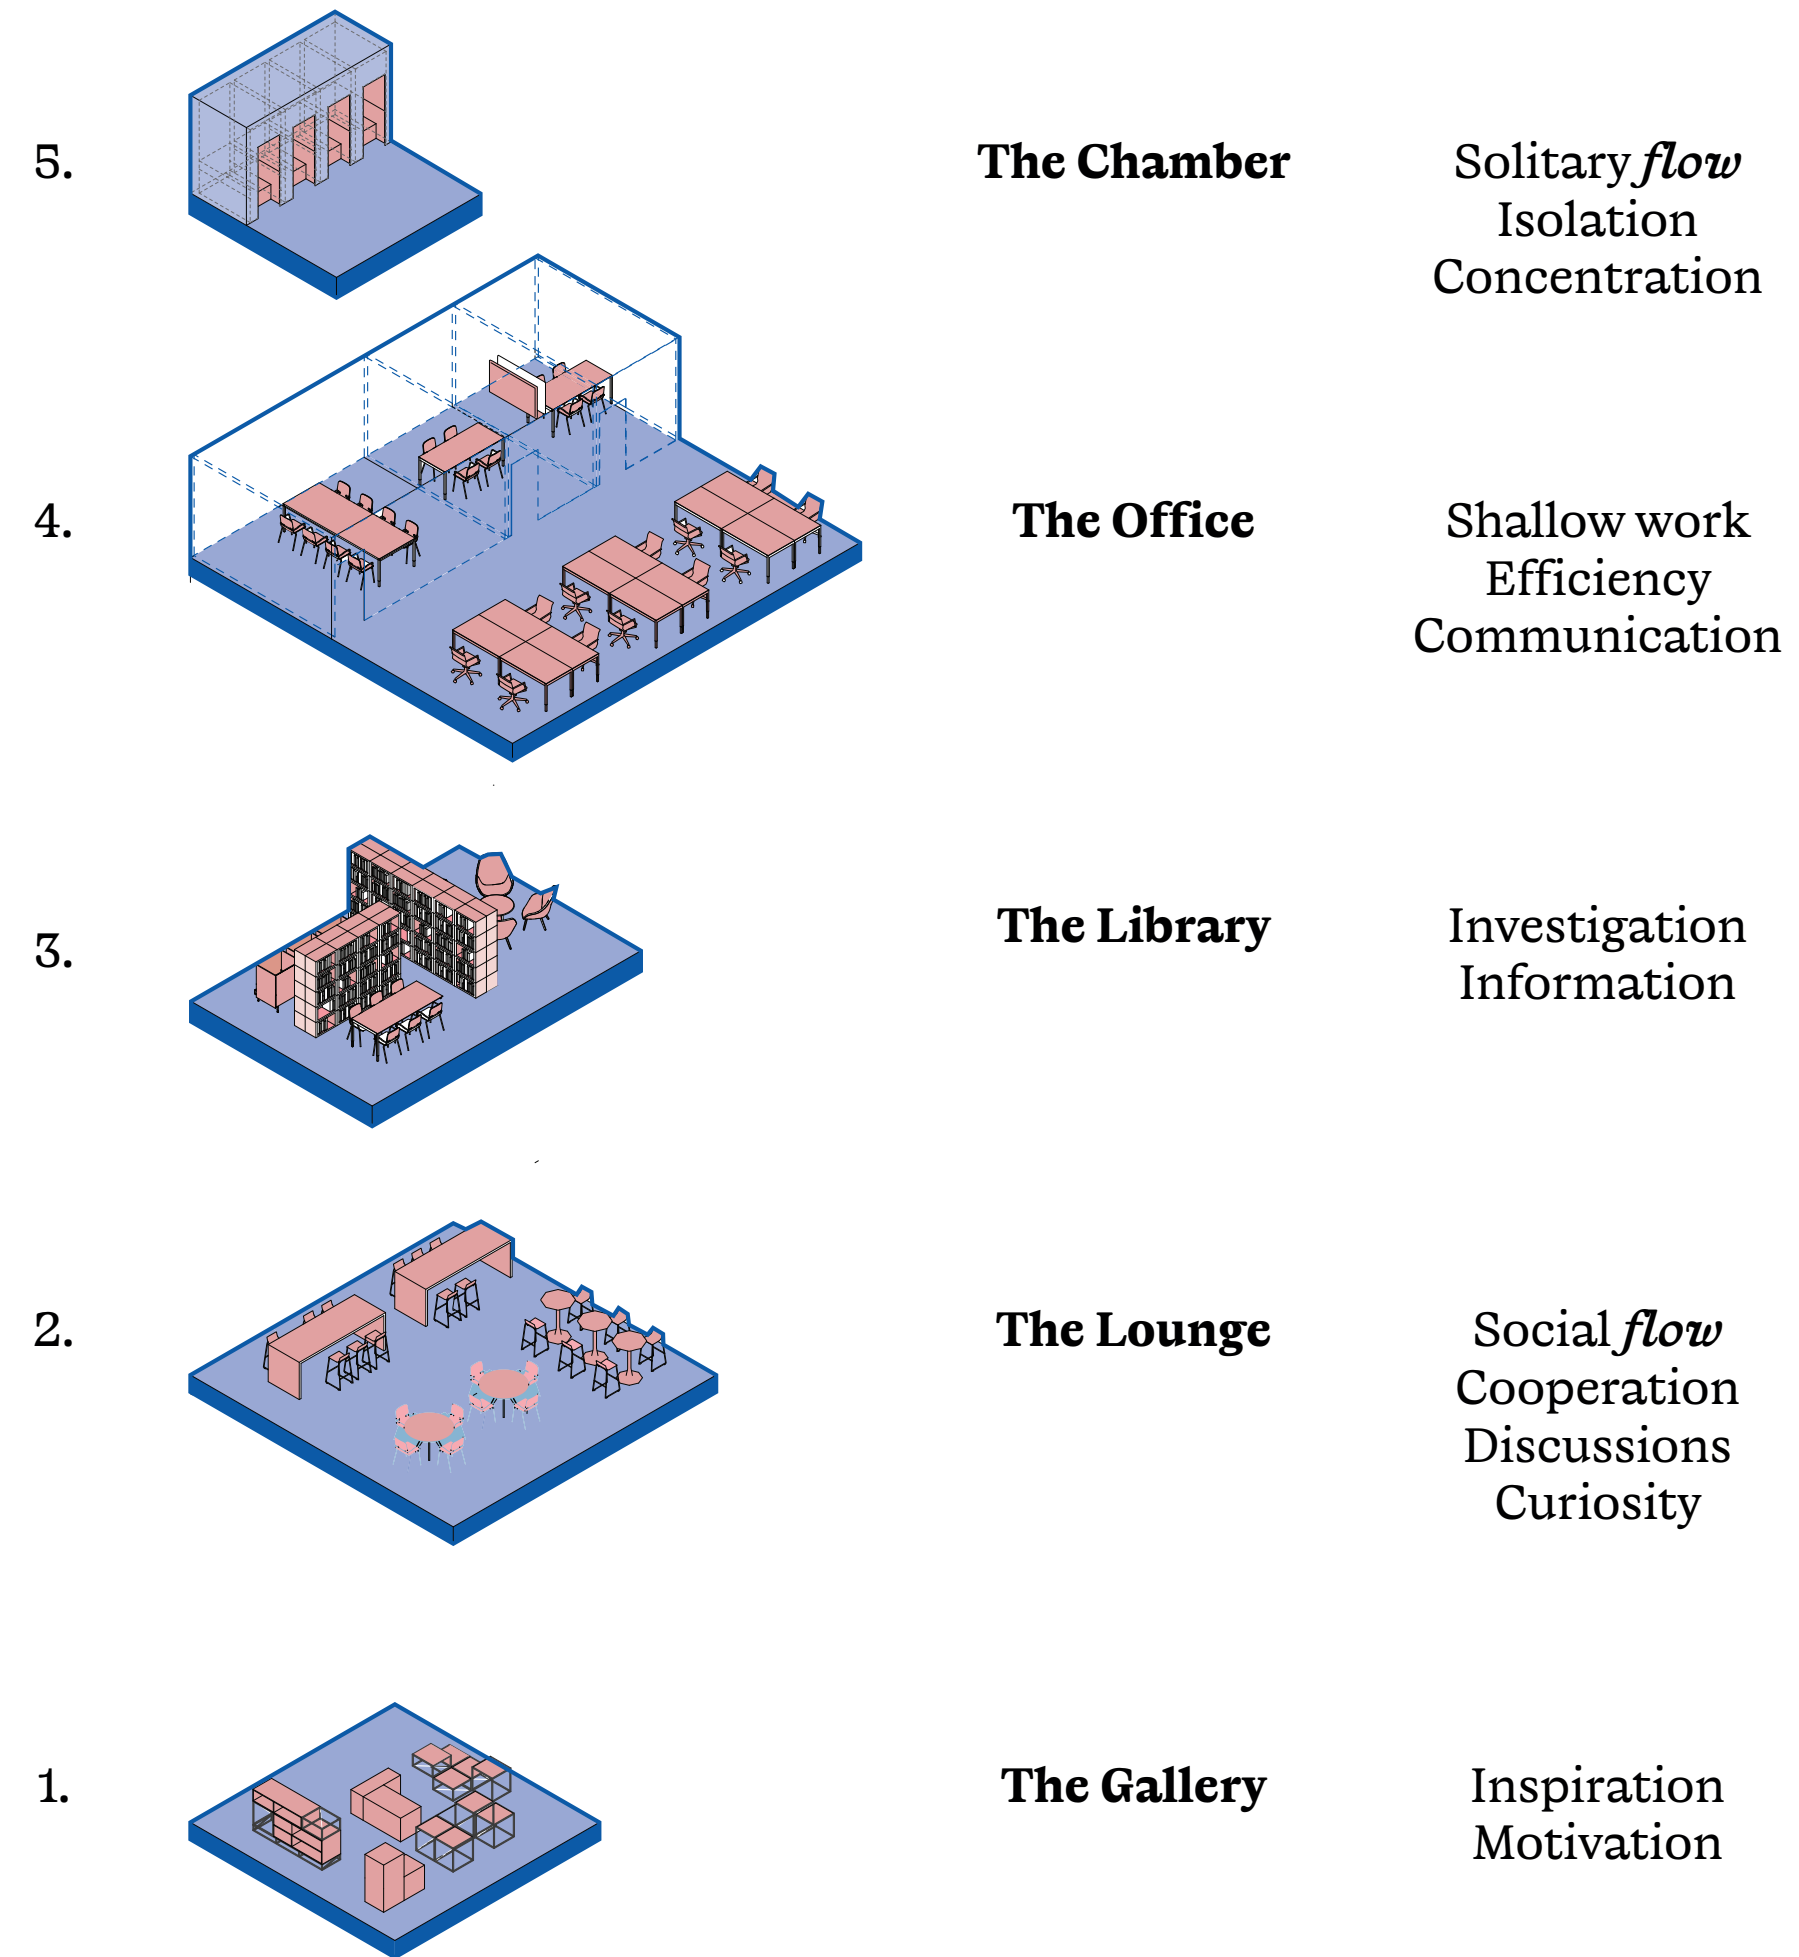 5.
The Chamber
Solitary flow
Isolation
Concentration
4.
The Office
Shallow work
Efficiency
Communication
3.
The Library
Investigation
Information
2.
The Lounge
Social flow
Cooperation
Discussions
Curiosity
1.
The Gallery
Inspiration
Motivation